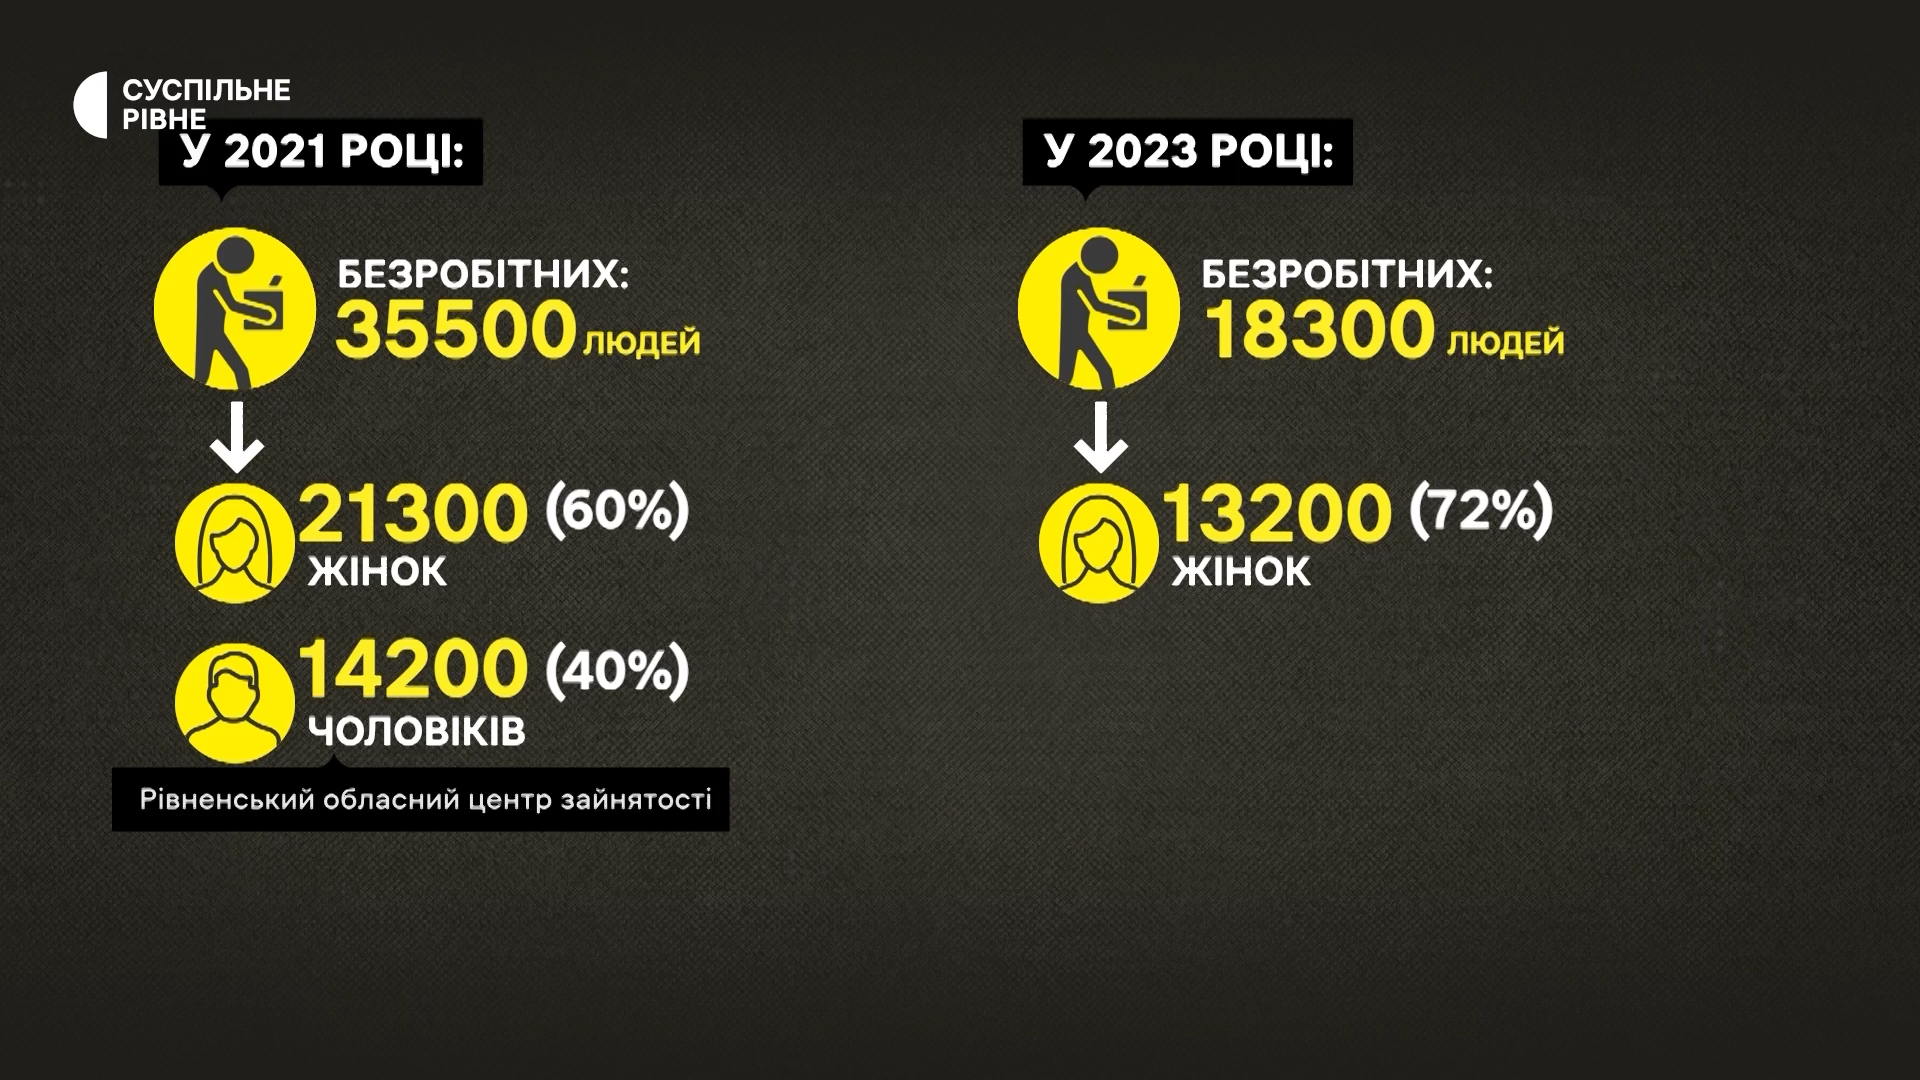 СУСПІЛЬНЕ
РІВНЕ
У 2021 РОЦІ:
БЕЗРОБІТНИХ:
35500 ЛЮДЕЙ
21300 (60%)
ЖІНОК
14200 (40%)
ЧОЛОВІКІВ
Рівненський обласний центр зайнятості
У 2023 РОЦІ:
БЕЗРОБІТНИХ:
18300 ЛЮДЕЙ
13200 (72%)
ЖІНОК